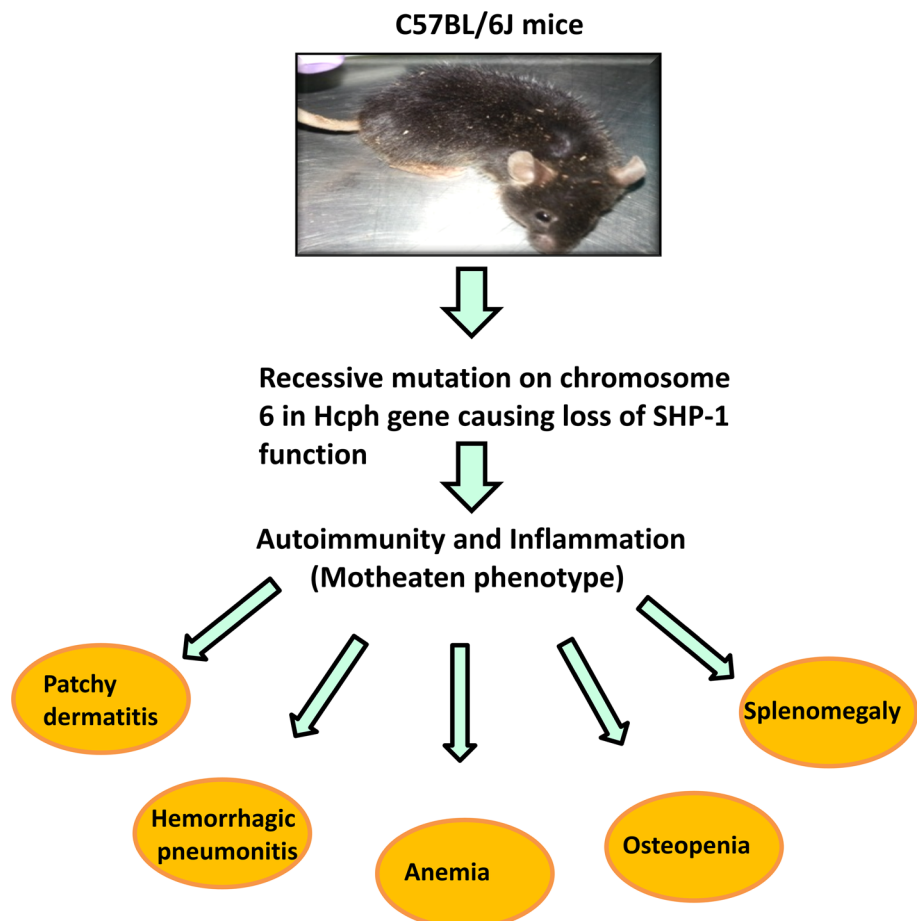 C57BL/6J mice
Recessive mutation on chromosome
6 in Hcph gene causing loss of SHP-1
function
Autoimmunity and Inflammation
(Motheaten phenotype)
Patchy
dermatitis
Hemorrhagic
pneumonitis
Anemia
Osteopenia
Splenomegaly